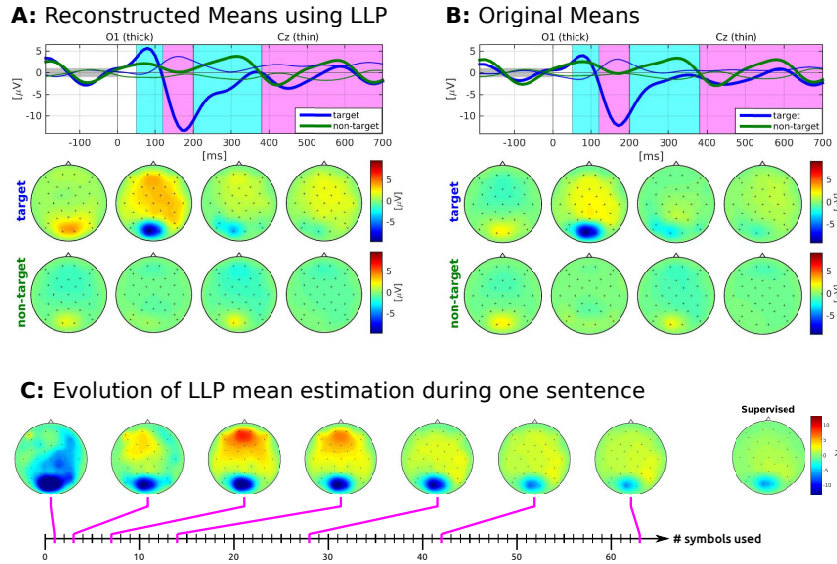 A: Reconstructed Means using LLP
O1 (thick) Cz (thin)
5
0
-5
-10
[µV]
target
non-target
-100 0 100 200 300 400 500 600 700
[ms]
target
5
0
-5
[µV]
non-target
5
0
-5
[µV]
B: Original Means
O1 (thick) Cz (thin)
5
0
-5
-10
[µV]
targe:
non-target
-100 0 100 200 300 400 500 600 700
[ms]
target
5
0
-5
[µV]
non-target
5
0
-5
[µV]
C: Evolution of LLP mean estimation during one sentence
Supervised
10
5
0
-5
-10
0 10 20 30 40 50 60
# symbols used